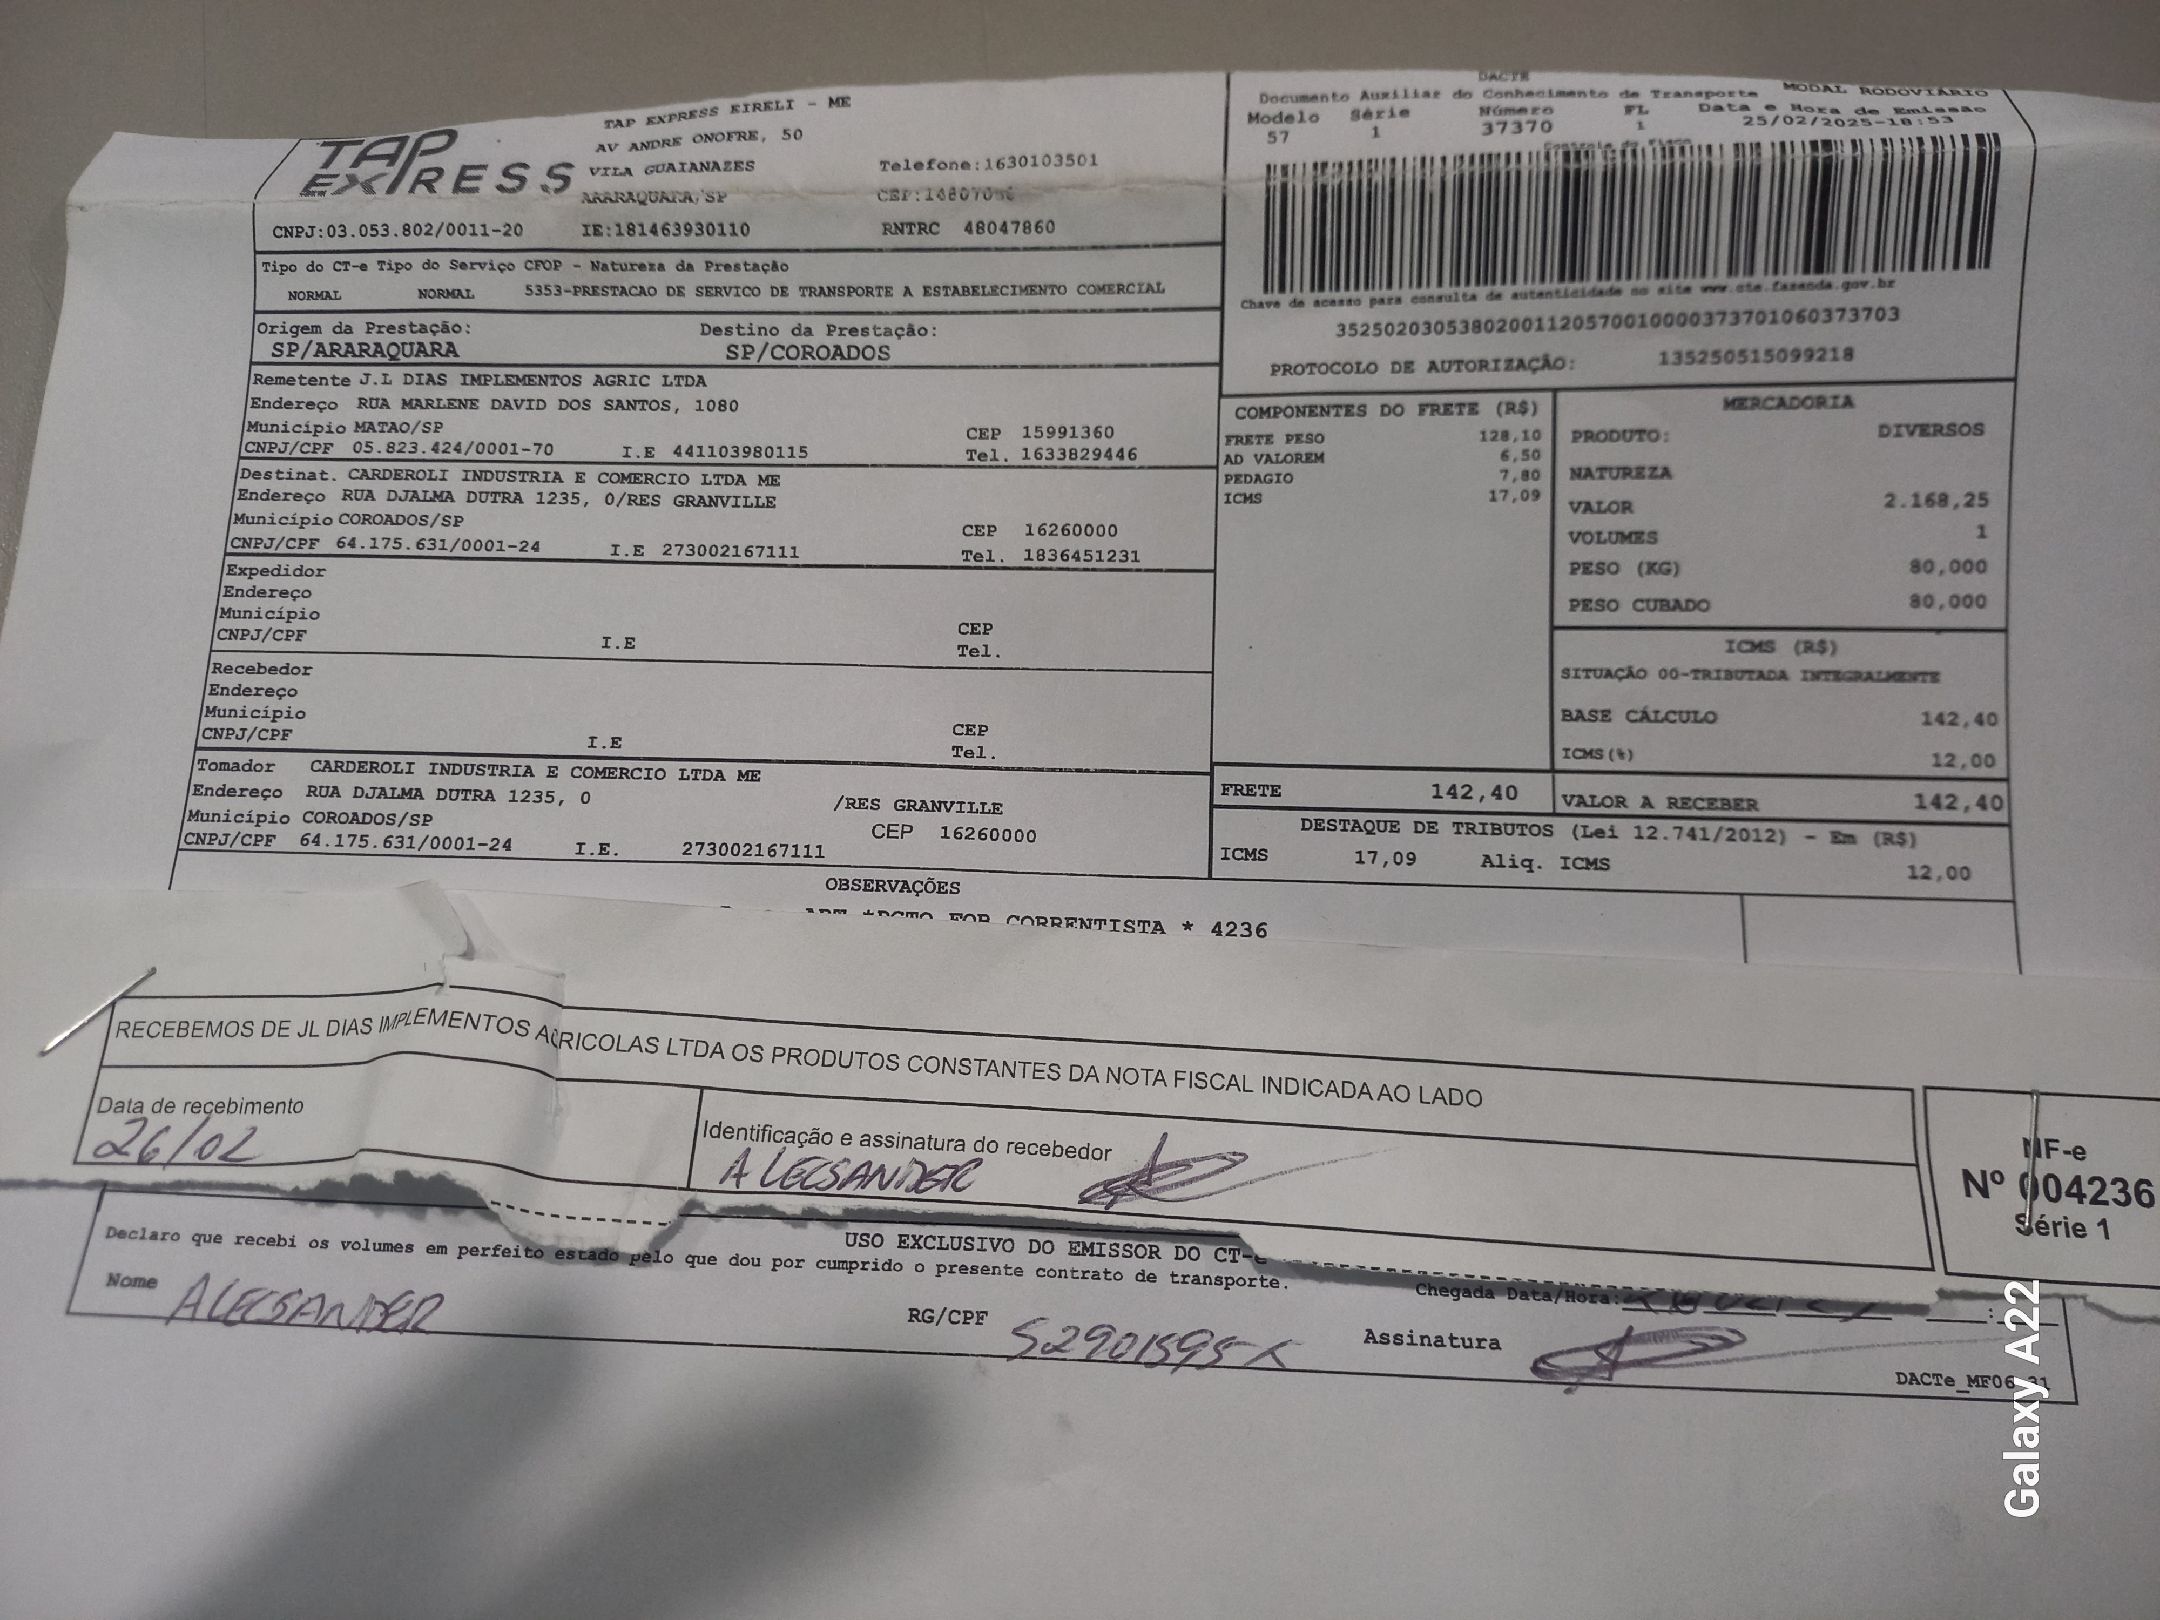 DACTE
TAP EXPRESS EIRELI - ME
Documento Auxiliar do Conhecimento de Transporte MODAL RODOVIÁRIO
AV ANDRE ONOFRE, 50
Modelo Série Número FL Data e Hora de Emissão
57 1 37370 1 25/02/2025-18:53
TAP EXPRESS
VILA GUAIANAZES Telefone:1630103501
Controle do Fisco
ARARAQUARA/SP CEP:
CNPJ:03.053.802/0011-20 IE:181463930110 RNTRC 48047860
Tipo do CT-e Tipo do Serviço CFOP - Natureza da Prestação
NORMAL NORMAL 5353-PRESTACAO DE SERVICO DE TRANSPORTE A ESTABELECIMENTO COMERCIAL
Chave de acesso para consulta de autenticidade no site www.cte.fazenda.gov.br
35250203053802001120570010000373701060373703
PROTOCOLO DE AUTORIZAÇÃO: 135250515099218
Origem da Prestação: Destino da Prestação:
SP/ARARAQUARA SP/COROADOS
Remetente J.L DIAS IMPLEMENTOS AGRIC LTDA
Endereço RUA MARLENE DAVID DOS SANTOS, 1080
Município MATAO/SP CEP 15991360
CNPJ/CPF 05.823.424/0001-70 I.E 441103980115 Tel. 1633829446
Destinat. CARDEROLI INDUSTRIA E COMERCIO LTDA ME
Endereço RUA DJALMA DUTRA 1235, 0/RES GRANVILLE
Município COROADOS/SP CEP 16260000
CNPJ/CPF 64.175.631/0001-24 I.E 273002167111 Tel. 1836451231
Expedidor
Endereço
Município CEP
CNPJ/CPF I.E Tel.
Recebedor
Endereço
Município CEP
CNPJ/CPF I.E Tel.
Tomador CARDEROLI INDUSTRIA E COMERCIO LTDA ME
Endereço RUA DJALMA DUTRA 1235, 0 /RES GRANVILLE
Município COROADOS/SP CEP 16260000
CNPJ/CPF 64.175.631/0001-24 I.E. 273002167111
COMPONENTES DO FRETE (R$)
FRETE PESO 128,10
AD VALOREM 6,50
PEDAGIO 7,80
ICMS 17,09
MERCADORIA
PRODUTO: DIVERSOS
NATUREZA
VALOR 2.168,25
VOLUMES 1
PESO (KG) 80,000
PESO CUBADO 80,000
ICMS (R$)
SITUAÇÃO 00-TRIBUTADA INTEGRALMENTE
BASE CÁLCULO 142,40
ICMS(%) 12,00
FRETE 142,40 VALOR A RECEBER 142,40
DESTAQUE DE TRIBUTOS (Lei 12.741/2012) - Em (R$)
ICMS 17,09 Aliq. ICMS 12,00
OBSERVAÇÕES
CORRENTISTA * 4236
RECEBEMOS DE JL DIAS IMPLEMENTOS AGRICOLAS LTDA OS PRODUTOS CONSTANTES DA NOTA FISCAL INDICADA AO LADO
Data de recebimento Identificação e assinatura do recebedor
26/02 ALECSANDER
NF-e
Nº 004236
Série 1
USO EXCLUSIVO DO EMISSOR DO CT-e
Declaro que recebi os volumes em perfeito estado pelo que dou por cumprido o presente contrato de transporte.
Chegada Data/Hora:
Nome ALECSANDER RG/CPF 52901595X Assinatura
DACTe_MF06
Galaxy A22